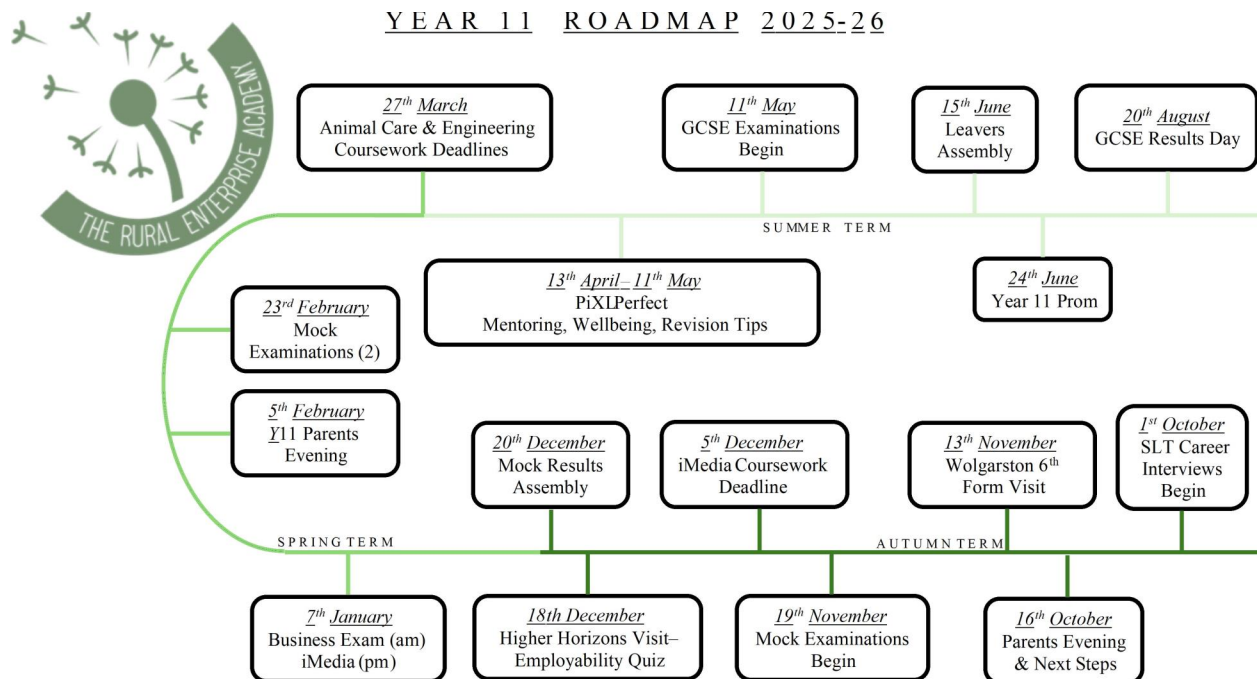 YEAR 11 ROADMAP 2025-26
THE RURAL ENTERPRISE ACADEMY
27th March
Animal Care & Engineering
Coursework Deadlines
11th May
GCSE Examinations
Begin
15th June
Leavers
Assembly
20th August
GCSE Results Day
SUMMER TERM
13th April– 11th May
PiXLPerfect
Mentoring, Wellbeing, Revision Tips
24th June
Year 11 Prom
23rd February
Mock
Examinations (2)
5th February
Y11 Parents
Evening
20th December
Mock Results
Assembly
5th December
iMedia Coursework
Deadline
13th November
Wolgarston 6th
Form Visit
1st October
SLT Career
Interviews
Begin
SPRING TERM
AUTUMN TERM
7th January
Business Exam (am)
iMedia (pm)
18th December
Higher Horizons Visit–
Employability Quiz
19th November
Mock Examinations
Begin
16th October
Parents Evening
& Next Steps